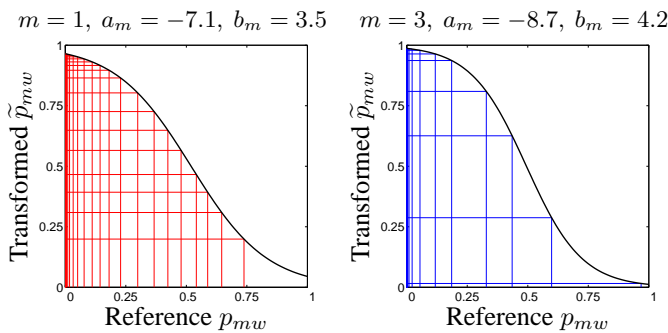 m = 1, a_m = −7.1, b_m = 3.5
1
0.75
0.5
0.25
0
Transformed p̃_mw
0 0.25 0.5 0.75 1
Reference p_mw
m = 3, a_m = −8.7, b_m = 4.2
1
0.75
0.5
0.25
0
Transformed p̃_mw
0 0.25 0.5 0.75 1
Reference p_mw